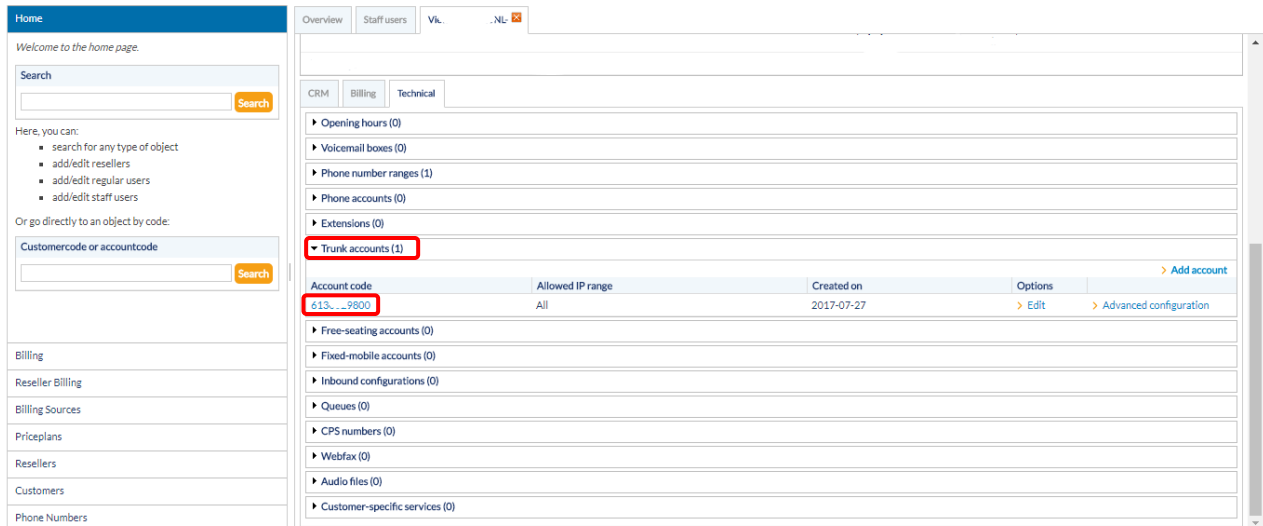 Home
Welcome to the home page.
Search
Search
Here, you can:
search for any type of object
add/edit resellers
add/edit regular users
add/edit staff users
Or go directly to an object by code:
Customercode or accountcode
Search
Billing
Reseller Billing
Billing Sources
Priceplans
Resellers
Customers
Phone Numbers
Overview Staff users
CRM Billing Technical
Opening hours (0)
Voicemail boxes (0)
Phone number ranges (1)
Phone accounts (0)
Extensions (0)
Trunk accounts (1)
> Add account
Account code Allowed IP range Created on Options
All 2017-07-27 > Edit > Advanced configuration
Free-seating accounts (0)
Fixed-mobile accounts (0)
Inbound configurations (0)
Queues (0)
CPS numbers (0)
Webfax (0)
Audio files (0)
Customer-specific services (0)